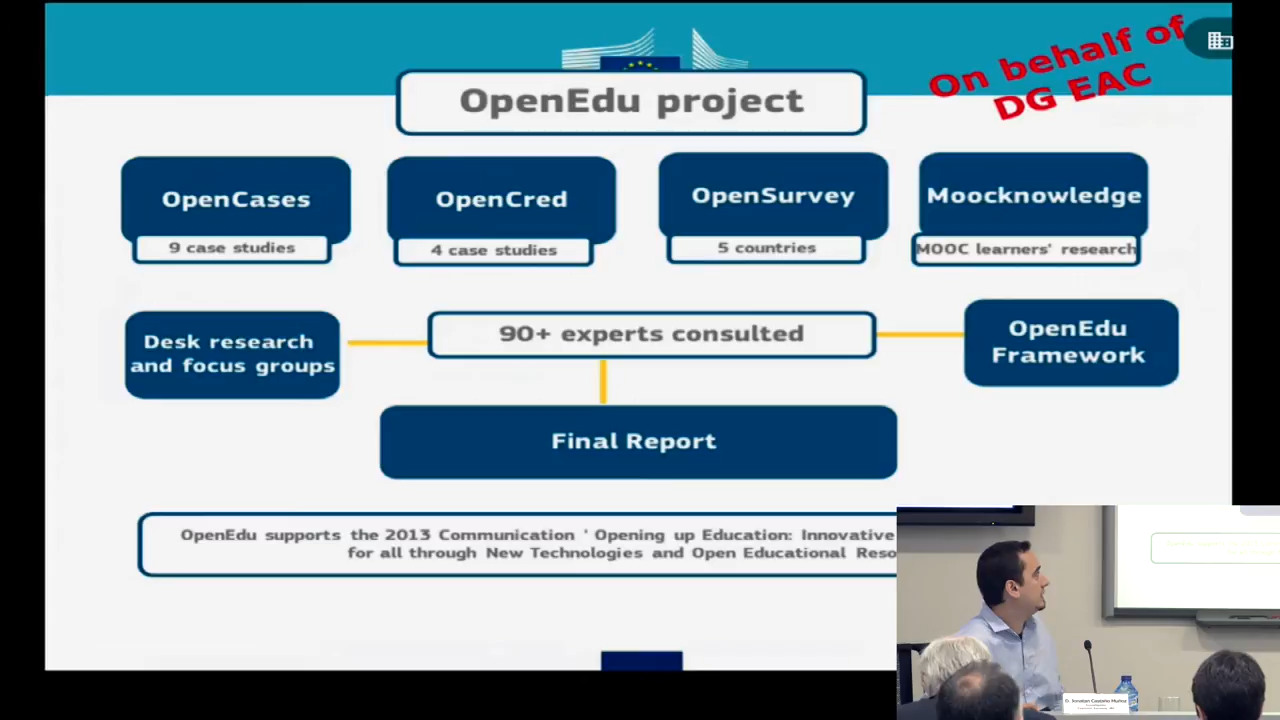 On behalf of
DG EAC
OpenEdu project
OpenCases
OpenCred
OpenSurvey
Moocknowledge
9 case studies
4 case studies
5 countries
MOOC learners' research
Desk research
and focus groups
90+ experts consulted
OpenEdu
Framework
Final Report
OpenEdu supports the 2013 Communication ' Opening up Education: Innovative
for all through New Technologies and Open Educational Reso